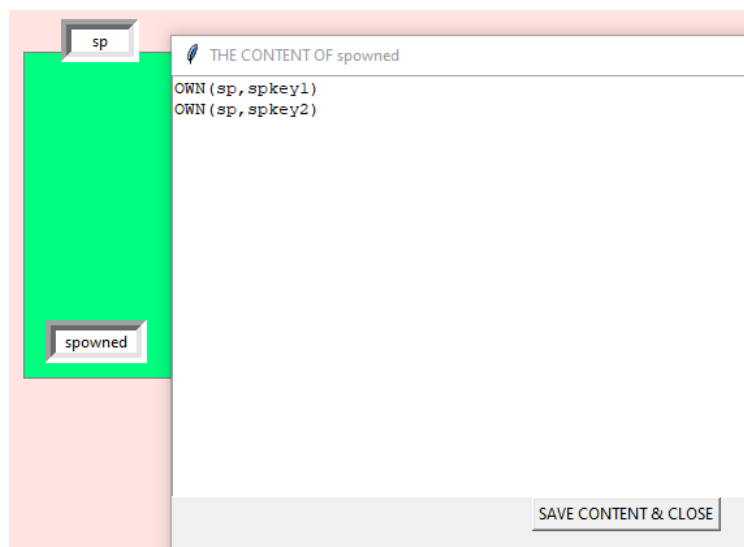 sp
THE CONTENT OF spowned
OWN(sp,spkey1)
OWN(sp,spkey2)
spowned
SAVE CONTENT & CLOSE